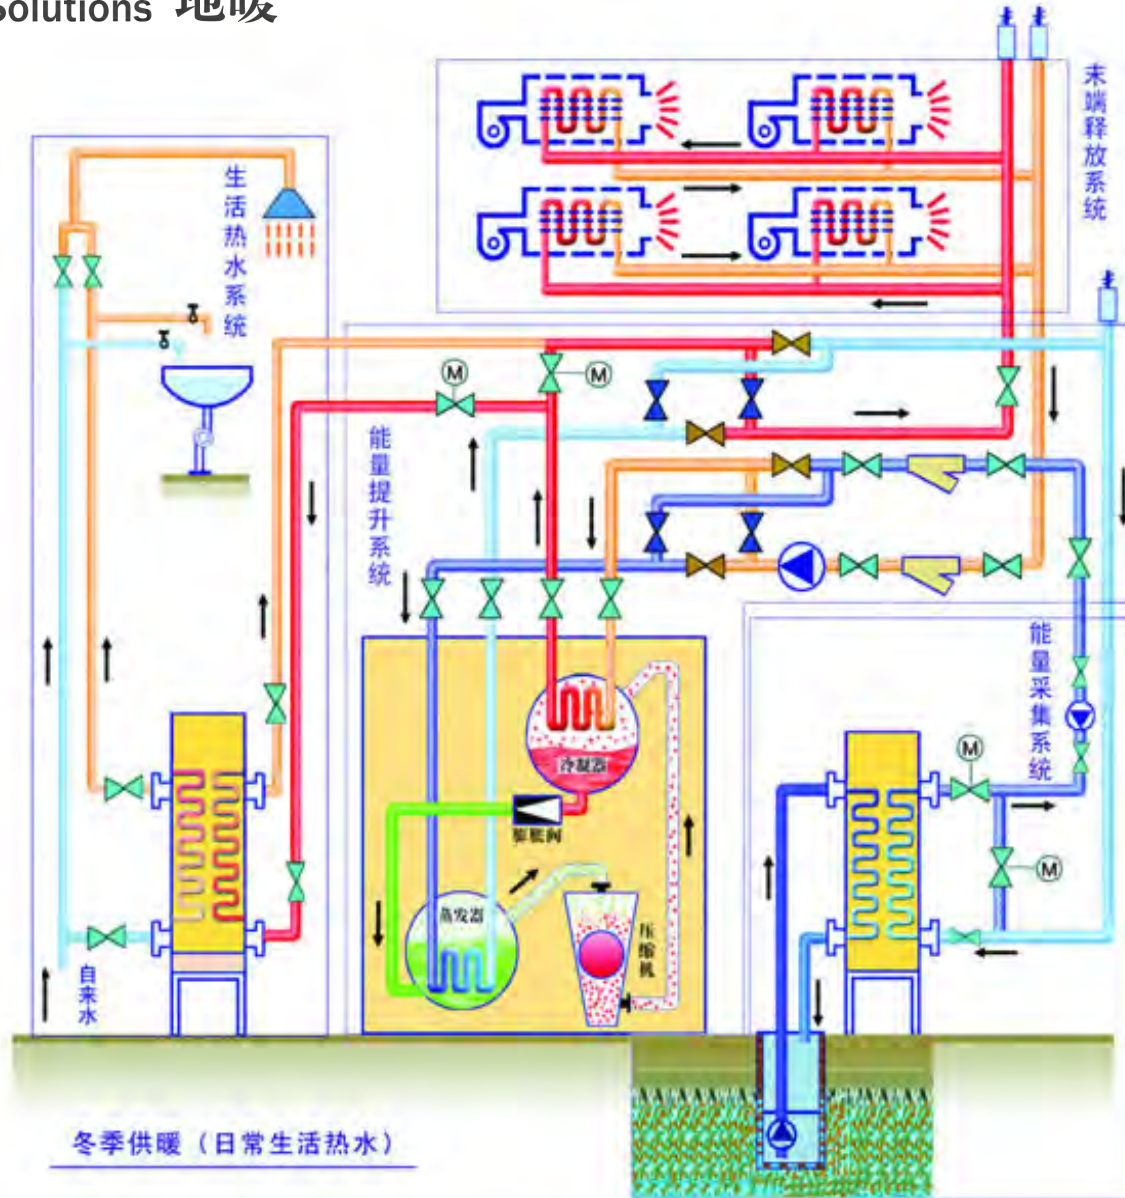 Solutions 地暖
末端释放系统
生活热水系统
M
M
能量提升系统
能量采集系统
冷凝器
M
膨胀阀
M
蒸发器
压缩机
自来水
冬季供暖（日常生活热水）